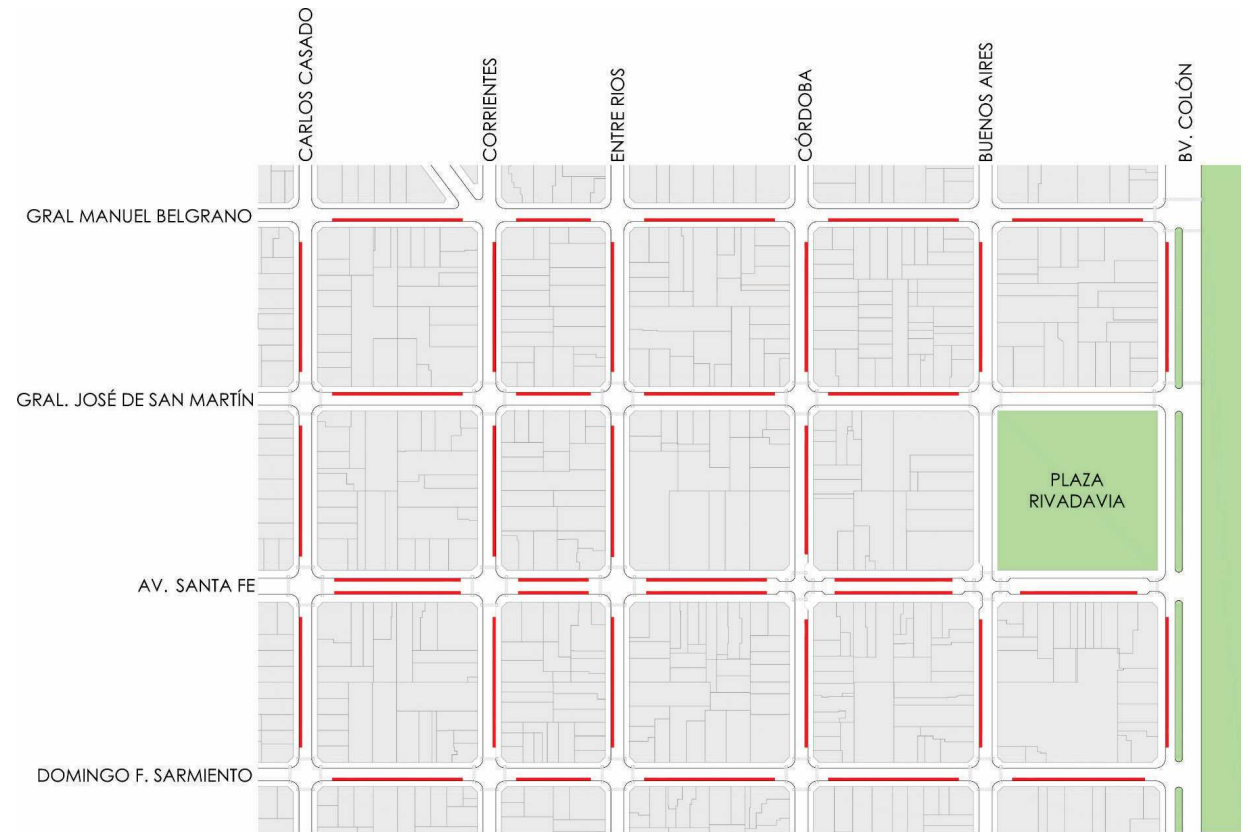 CARLOS CASADO
CORRIENTES
ENTRE RIOS
CÓRDOBA
BUENOS AIRES
BV. COLÓN
GRAL MANUEL BELGRANO
GRAL. JOSÉ DE SAN MARTÍN
PLAZA
RIVADAVIA
AV. SANTA FE
DOMINGO F. SARMIENTO